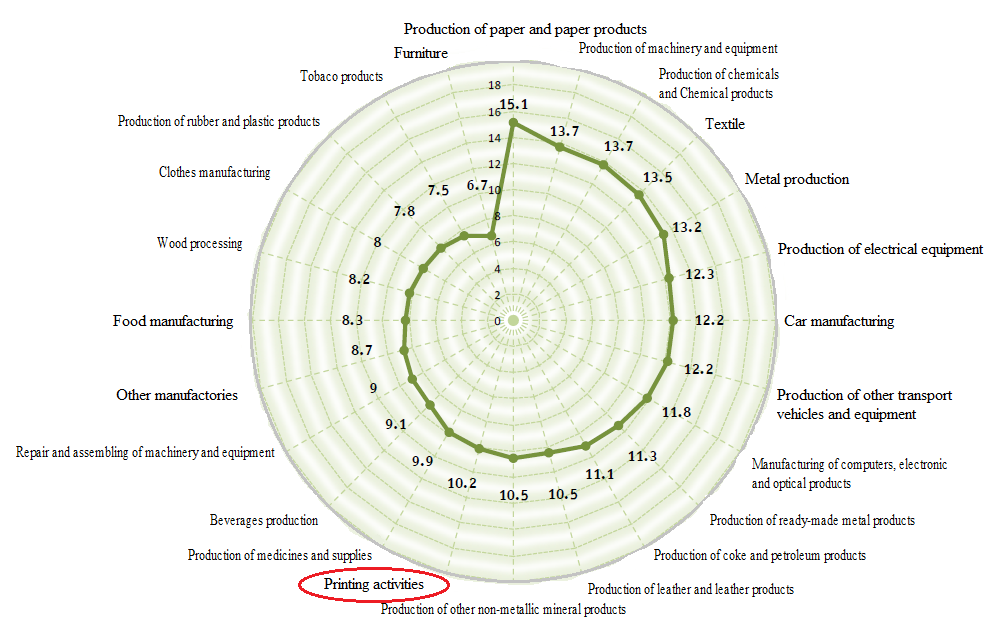 Production of paper and paper products
Production of machinery and equipment
Furniture
Tobaco products
Production of chemicals
and Chemical products
18
15.1
16
Production of rubber and plastic products
Textile
14
13.7
13.7
12
Clothes manufacturing
13.5
Metal production
7.5
6.7
10
7.8
8
13.2
Wood processing
8
6
Production of electrical equipment
8.2
4
12.3
2
Food manufacturing
8.3
0
12.2
Car manufacturing
8.7
12.2
Other manufactories
9
Production of other transport
vehicles and equipment
9.1
11.8
Repair and assembling of machinery and equipment
9.9
11.3
Manufacturing of computers, electronic
and optical products
10.2
11.1
10.5
10.5
Beverages production
Production of ready-made metal products
Production of medicines and supplies
Production of coke and petroleum products
Printing activities
Production of leather and leather products
Production of other non-metallic mineral products